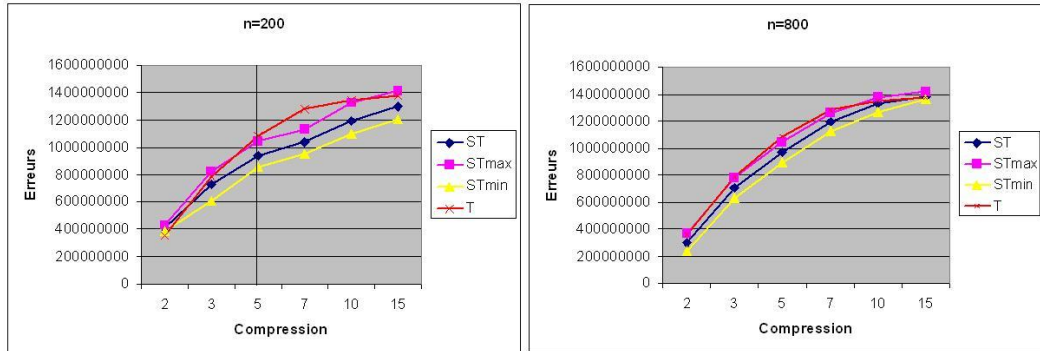 n=200
1600000000
1400000000
1200000000
1000000000
800000000
600000000
400000000
200000000
0
Erreurs
2 3 5 7 10 15
Compression
ST
STmax
STmin
T
n=800
1600000000
1400000000
1200000000
1000000000
800000000
600000000
400000000
200000000
0
Erreurs
2 3 5 7 10 15
Compression
ST
STmax
STmin
T